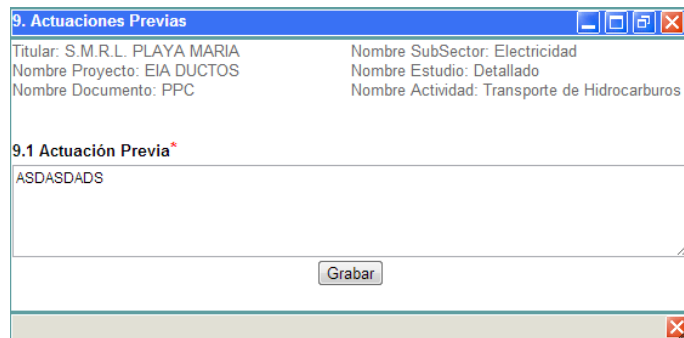 9. Actuaciones Previas
Titular: S.M.R.L. PLAYA MARIA Nombre SubSector: Electricidad
Nombre Proyecto: EIA DUCTOS Nombre Estudio: Detallado
Nombre Documento: PPC Nombre Actividad: Transporte de Hidrocarburos
9.1 Actuación Previa*
ASDASDADS
Grabar